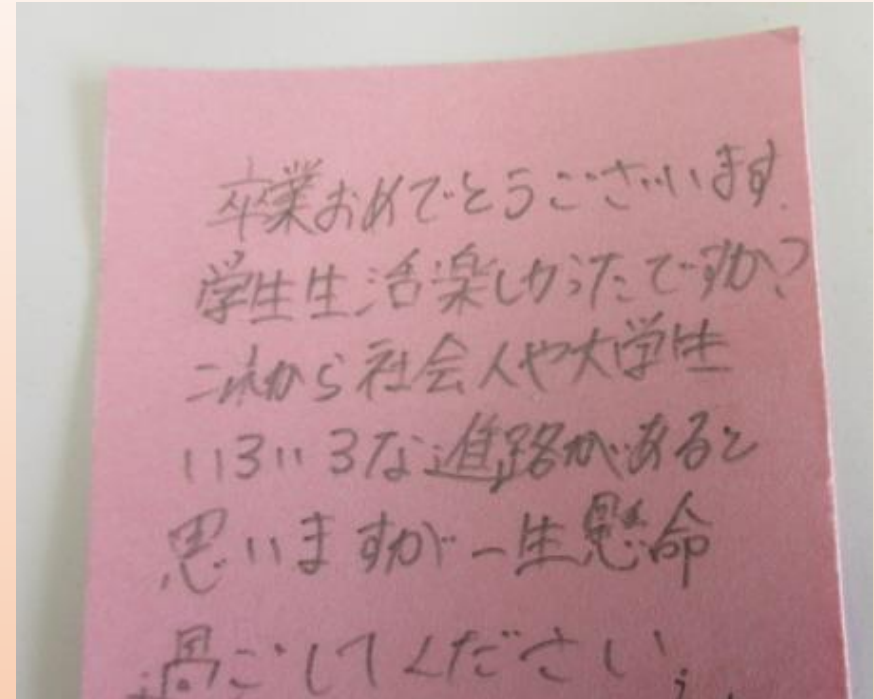 卒業おめでとうございます.
学生生活楽しかったですか?
これから社会人や大学生
いろいろな進路があると
思いますが一生懸命
過ごしてください